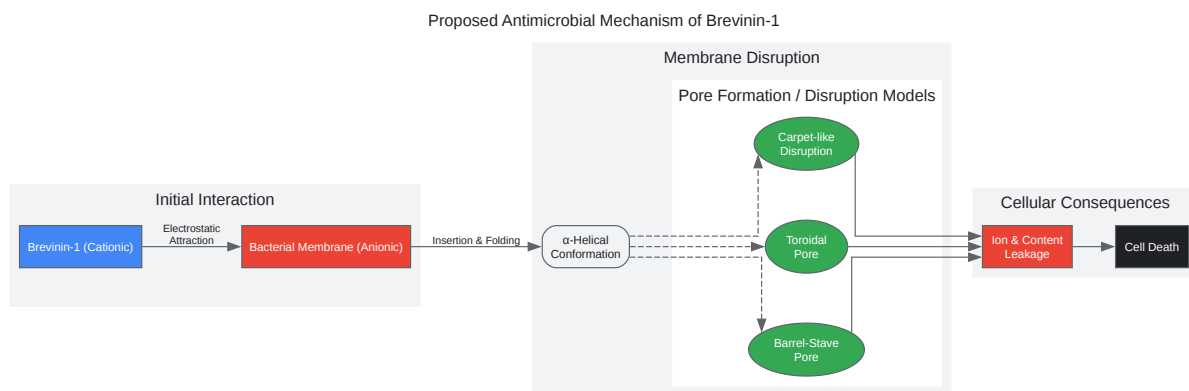 Proposed Antimicrobial Mechanism of Brevinin-1
Membrane Disruption
Pore Formation / Disruption Models
Carpet-like
Disruption
Initial Interaction
Cellular Consequences
Brevinin-1 (Cationic)
Electrostatic
Attraction
Bacterial Membrane (Anionic)
Insertion & Folding
α-Helical
Conformation
Toroidal
Pore
Ion & Content
Leakage
Cell Death
Barrel-Stave
Pore